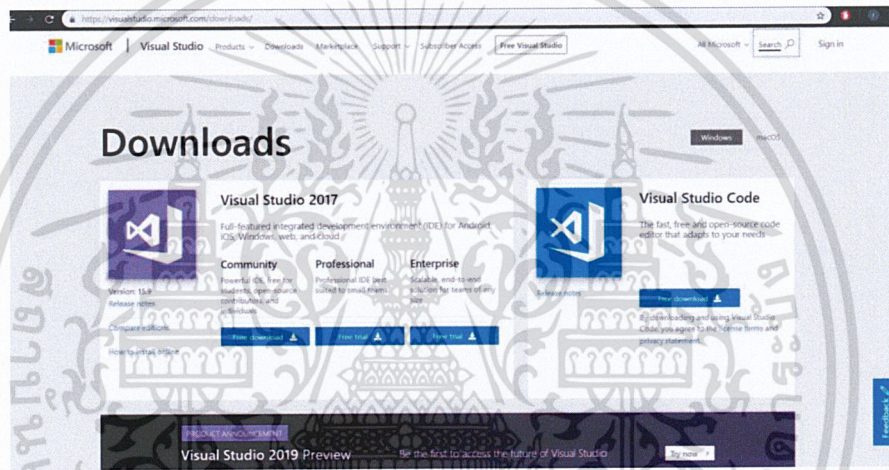 https://visualstudio.microsoft.com/downloads/
Microsoft | Visual Studio Products Downloads Marketplace Support Subscriber Access Free Visual Studio All Microsoft Search Sign in
Downloads
Windows macOS
Visual Studio 2017
Full-featured integrated development environment (IDE) for Android, iOS, Windows, web, and cloud
Version: 15.9
Release notes
Compare editions
How to install offline
Community
Powerful IDE, free for
students, open-source
contributors, and
individuals
Free download
Professional
Professional IDE best
suited to small teams
Free trial
Enterprise
Scalable, end-to-end
solution for teams of any
size
Free trial
Visual Studio Code
The fast, free and open-source code
editor that adapts to your needs
Release notes
Free download
By downloading and using Visual Studio
Code, you agree to the license terms and
privacy statement.
Feedback
PRODUCT ANNOUNCEMENT
Visual Studio 2019 Preview Be the first to access the future of Visual Studio Try now